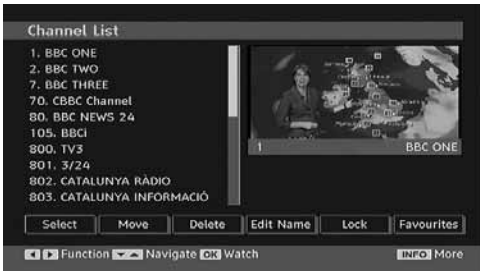 Channel List
1. BBC ONE
2. BBC TWO
7. BBC THREE
70. CBBC Channel
80. BBC NEWS 24
105. BBCi
800. TV3
801. 3/24
802. CATALUNYA RÀDIO
803. CATALUNYA INFORMACIÓ
1 BBC ONE
Select Move Delete Edit Name Lock Favourites
Function Navigate OK Watch INFO More